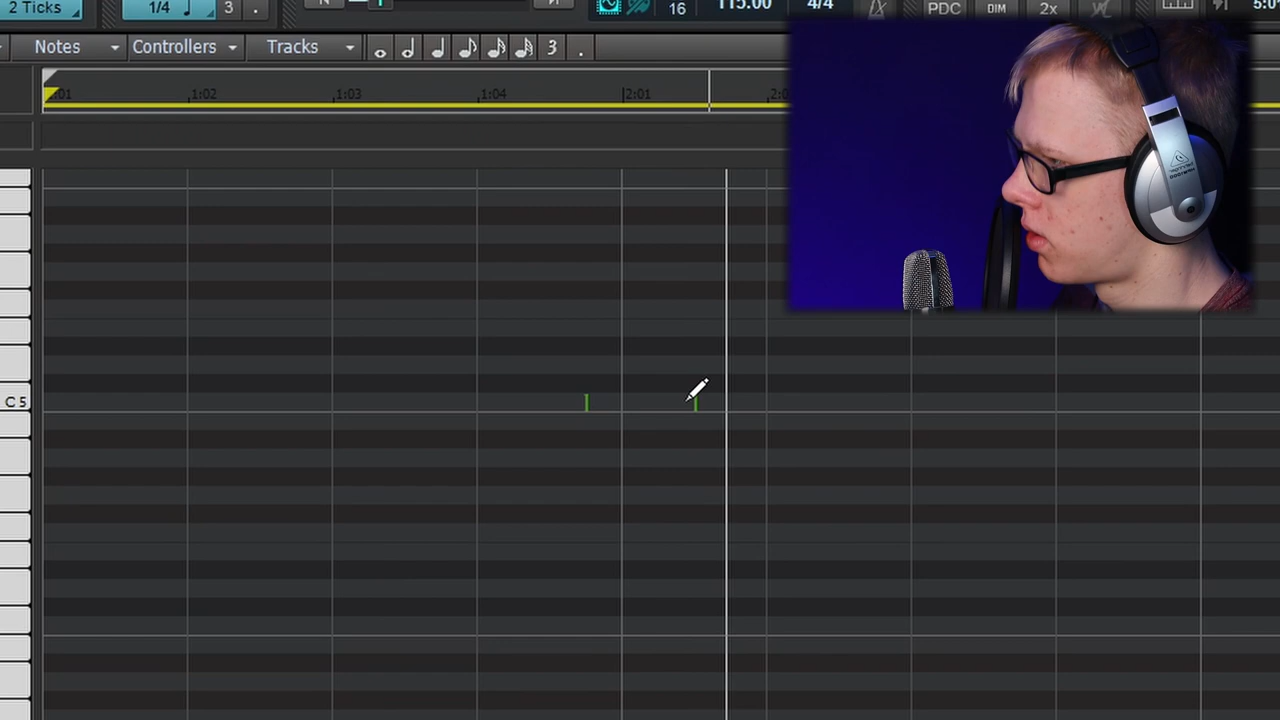 2 Ticks 1/4 3 . 16 115.00 4/4 PDC DIM 2x
Notes Controllers Tracks 3 .
1:02 1:03 1:04 2:01
C 5